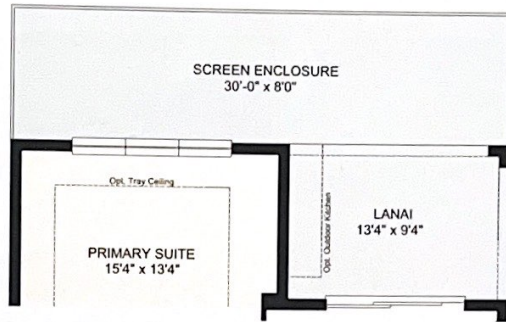 SCREEN ENCLOSURE
30'-0" x 8'0"
Opt. Tray Ceiling
Opt. Outdoor Kitchen
LANAI
13'4" x 9'4"
PRIMARY SUITE
15'4" x 13'4"